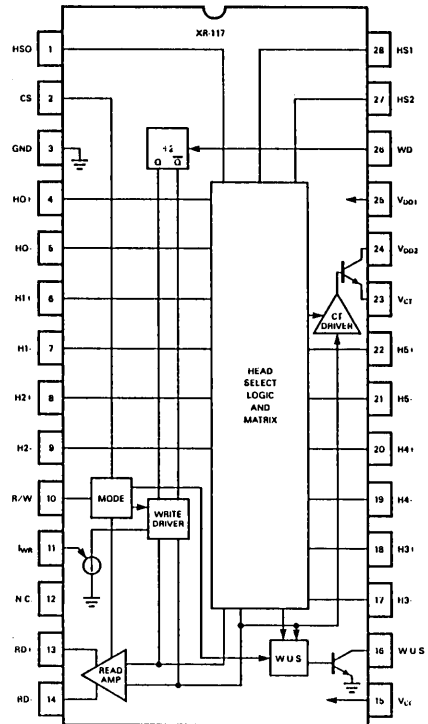 XR-117
HSO 1
28 HS1
CS 2
27 HS2
GND 3
÷2
Q Q̅
26 WD
HO+ 4
25 VDD1
HO- 5
24 VDD2
H1+ 6
23 VCT
CT
DRIVER
H1- 7
22 H5+
HEAD
SELECT
LOGIC
AND
MATRIX
H2+ 8
21 H5-
H2- 9
20 H4+
R/W 10
MODE
WRITE
DRIVER
19 H4-
IWR 11
18 H3+
N.C. 12
17 H3-
RD+ 13
READ
AMP
WUS
16 WUS
RD- 14
15 VCC